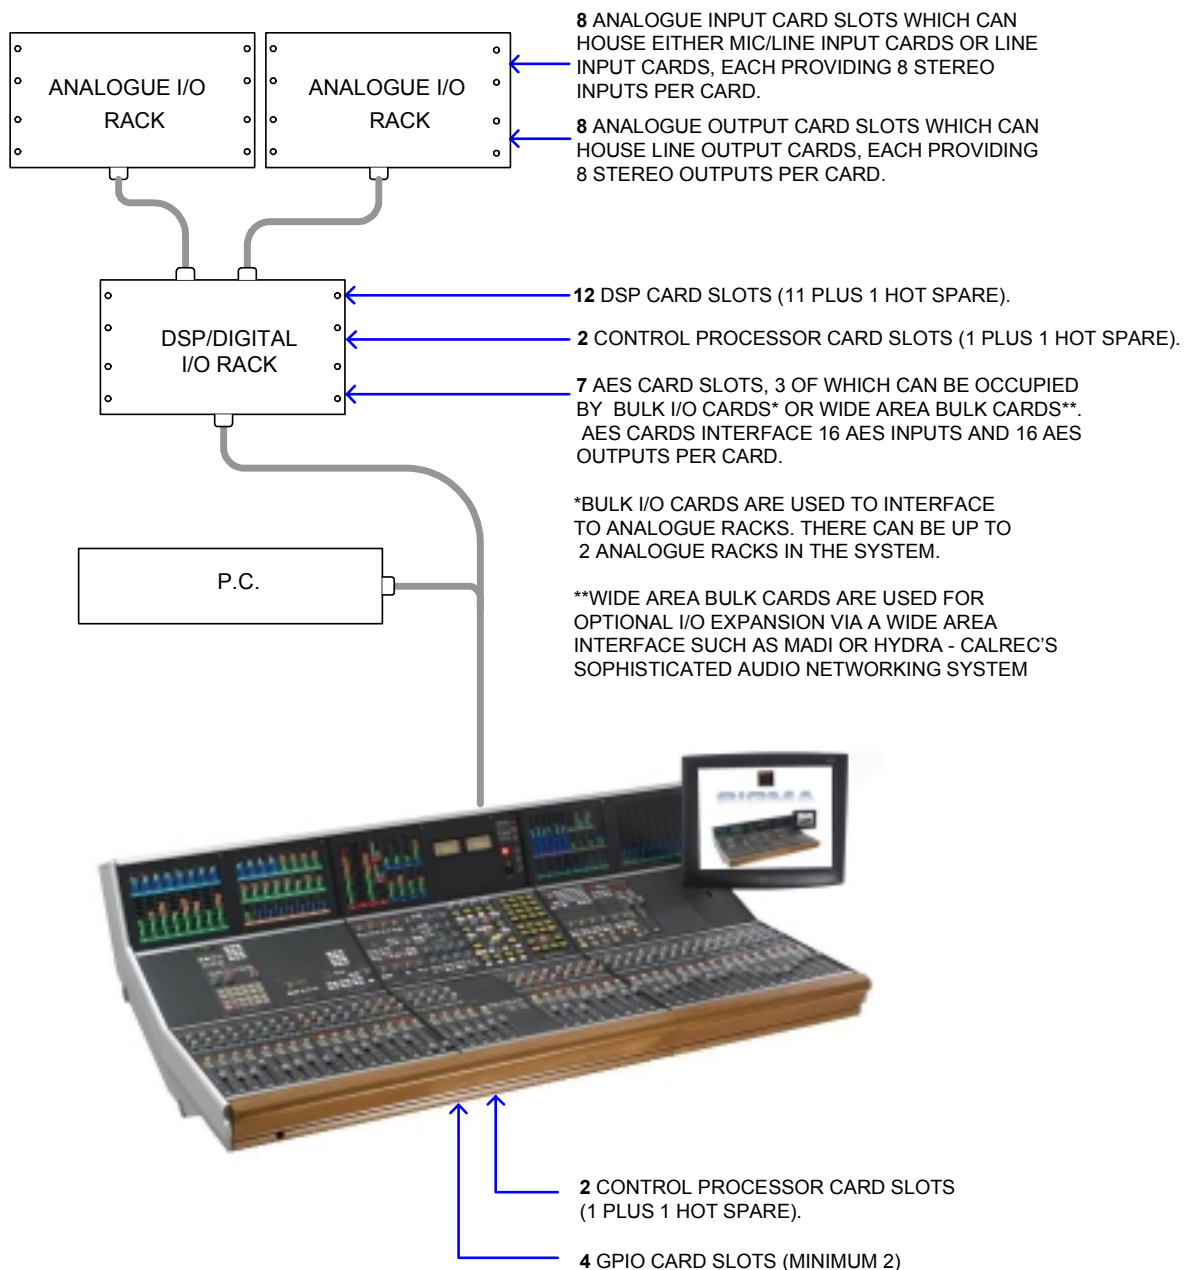 8 ANALOGUE INPUT CARD SLOTS WHICH CAN
HOUSE EITHER MIC/LINE INPUT CARDS OR LINE
INPUT CARDS, EACH PROVIDING 8 STEREO
INPUTS PER CARD.
ANALOGUE I/O
RACK
ANALOGUE I/O
RACK
8 ANALOGUE OUTPUT CARD SLOTS WHICH CAN
HOUSE LINE OUTPUT CARDS, EACH PROVIDING
8 STEREO OUTPUTS PER CARD.
12 DSP CARD SLOTS (11 PLUS 1 HOT SPARE).
DSP/DIGITAL
I/O RACK
2 CONTROL PROCESSOR CARD SLOTS (1 PLUS 1 HOT SPARE).
7 AES CARD SLOTS, 3 OF WHICH CAN BE OCCUPIED
BY BULK I/O CARDS* OR WIDE AREA BULK CARDS**.
AES CARDS INTERFACE 16 AES INPUTS AND 16 AES
OUTPUTS PER CARD.
*BULK I/O CARDS ARE USED TO INTERFACE
TO ANALOGUE RACKS. THERE CAN BE UP TO
2 ANALOGUE RACKS IN THE SYSTEM.
P.C.
**WIDE AREA BULK CARDS ARE USED FOR
OPTIONAL I/O EXPANSION VIA A WIDE AREA
INTERFACE SUCH AS MADI OR HYDRA - CALREC'S
SOPHISTICATED AUDIO NETWORKING SYSTEM
SIGMA
2 CONTROL PROCESSOR CARD SLOTS
(1 PLUS 1 HOT SPARE).
4 GPIO CARD SLOTS (MINIMUM 2)